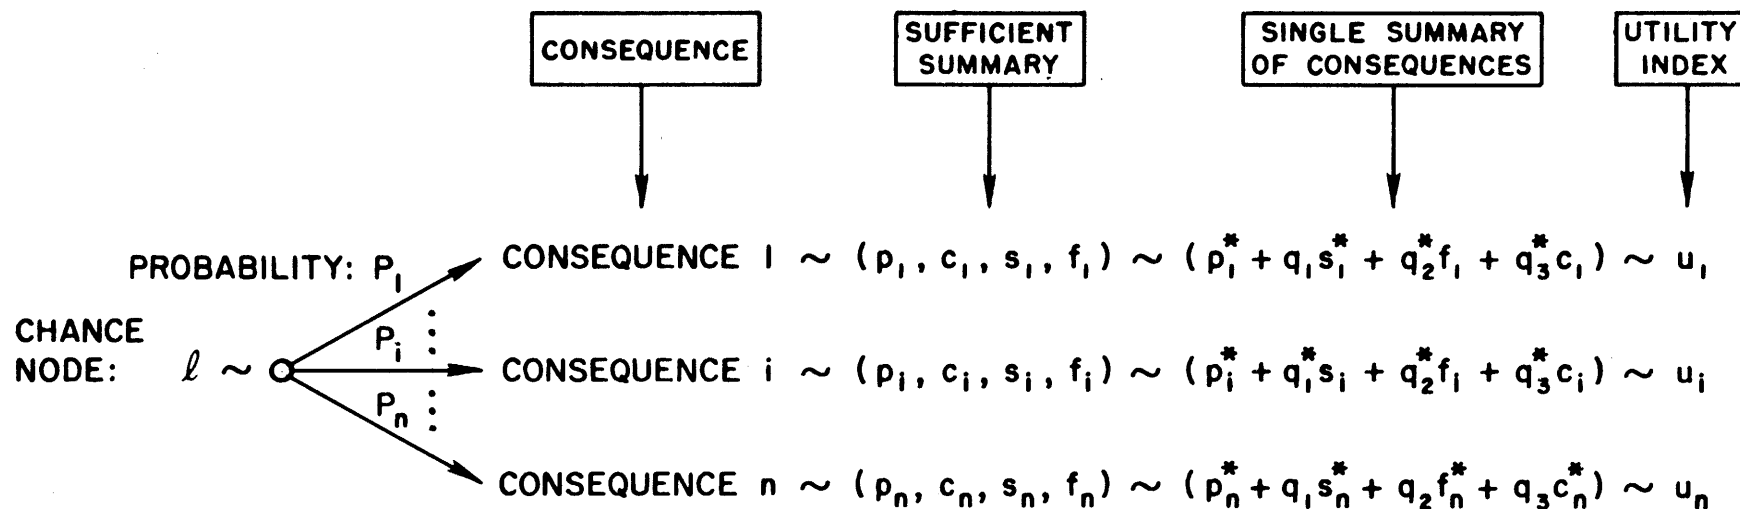 CONSEQUENCE
SUFFICIENT
SUMMARY
SINGLE SUMMARY
OF CONSEQUENCES
UTILITY
INDEX
PROBABILITY: P₁
CONSEQUENCE 1 ~ (p₁, c₁, s₁, f₁) ~ (p₁* + q₁s₁* + q₂*f₁ + q₃*c₁) ~ u₁
CHANCE
NODE: ℓ ~
Pᵢ ⋮
CONSEQUENCE i ~ (pᵢ, cᵢ, sᵢ, fᵢ) ~ (pᵢ* + q₁*sᵢ + q₂*fᵢ + q₃*cᵢ) ~ uᵢ
Pₙ ⋮
CONSEQUENCE n ~ (pₙ, cₙ, sₙ, fₙ) ~ (pₙ* + q₁sₙ* + q₂fₙ* + q₃cₙ*) ~ uₙ